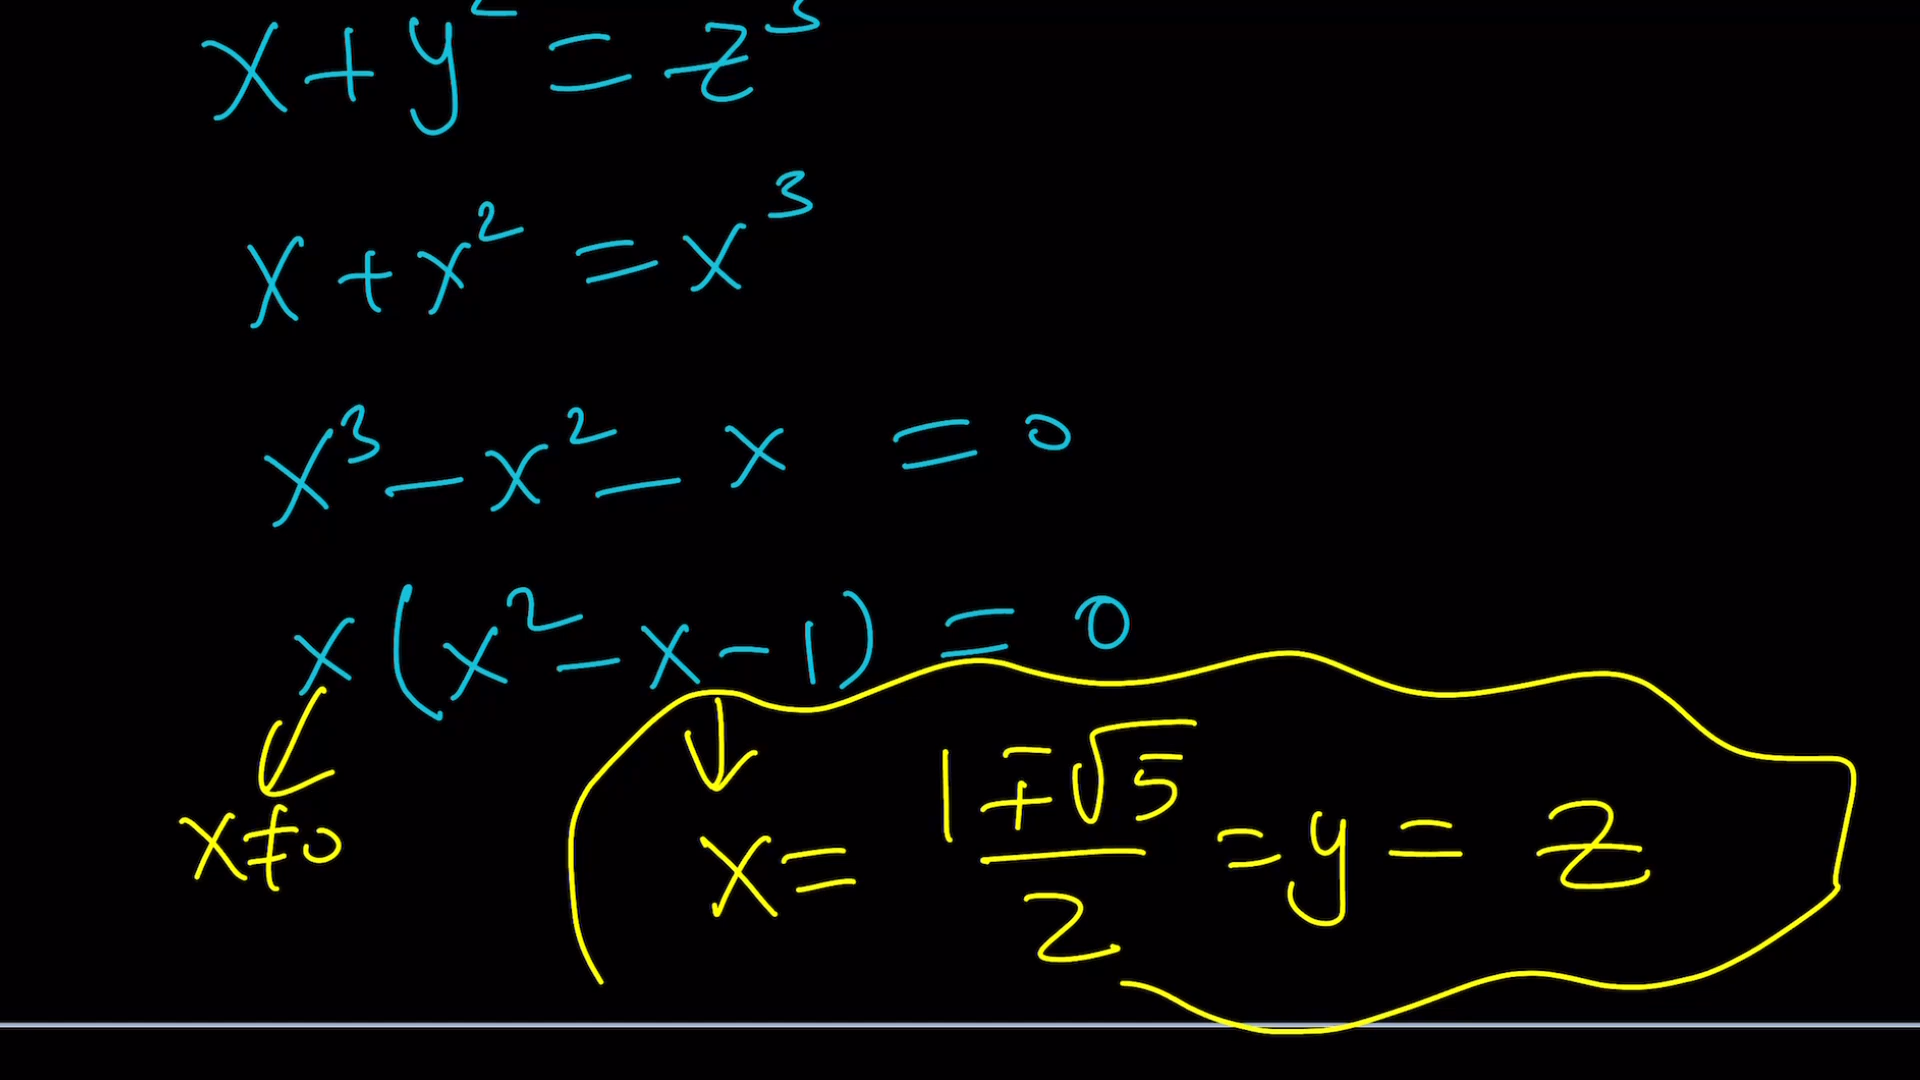 x + y² = z³
x + x² = x³
x³ − x² − x = 0
x (x² − x − 1) = 0
x ≠ 0
x = (1 ∓ √5)/2 = y = z